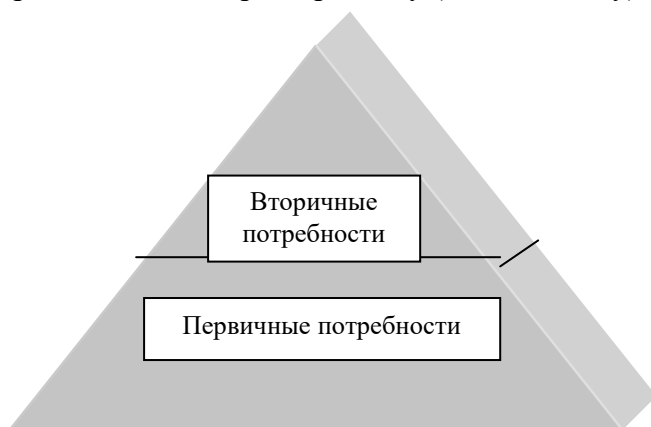 Вторичные
потребности
Первичные потребности